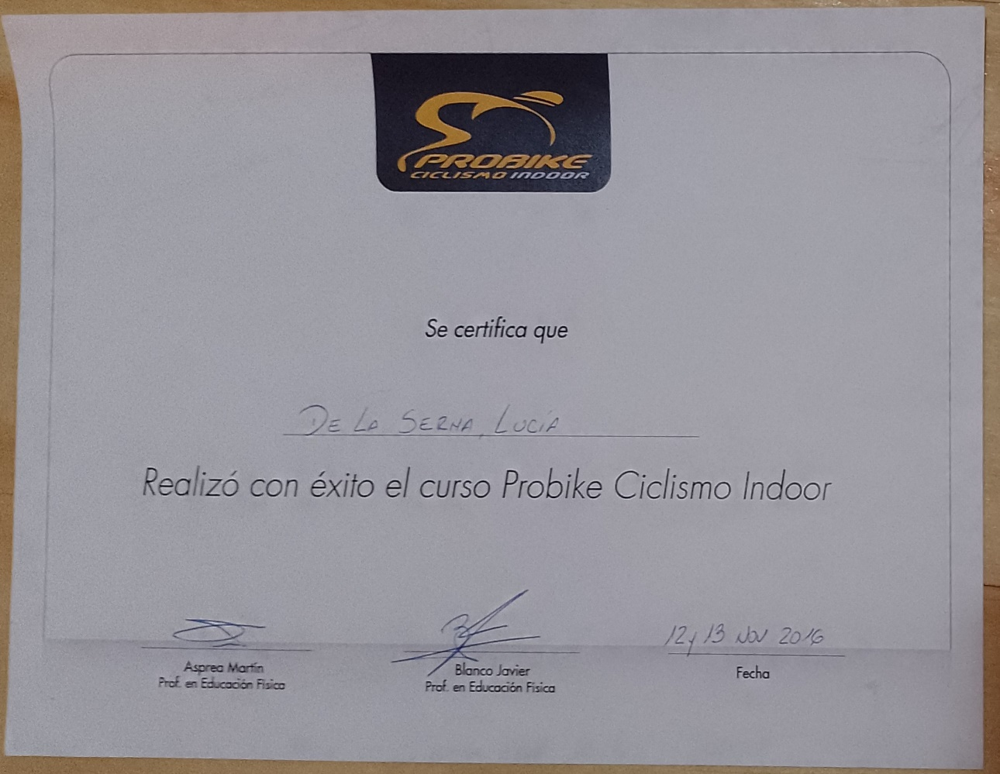 PROBIKE
CICLISMO INDOOR
Se certifica que
DE LA SERNA, LUCÍA
Realizó con éxito el curso Probike Ciclismo Indoor
12 y 13 NOV 2016
Asprea Martín
Prof. en Educación Física
Blanco Javier
Prof. en Educación Física
Fecha